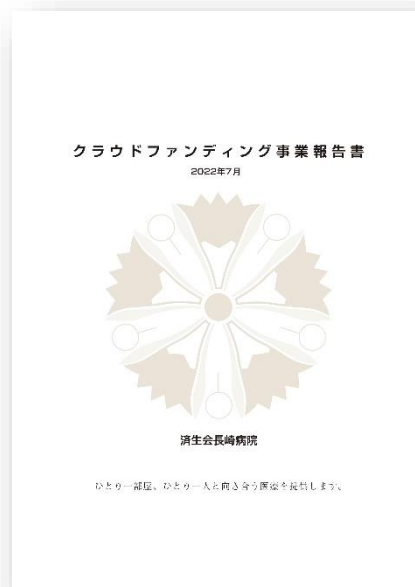 クラウドファンディング事業報告書
2022年7月
済生会長崎病院
ひとり一部屋、ひとり一人と向き合う医療を提供します。